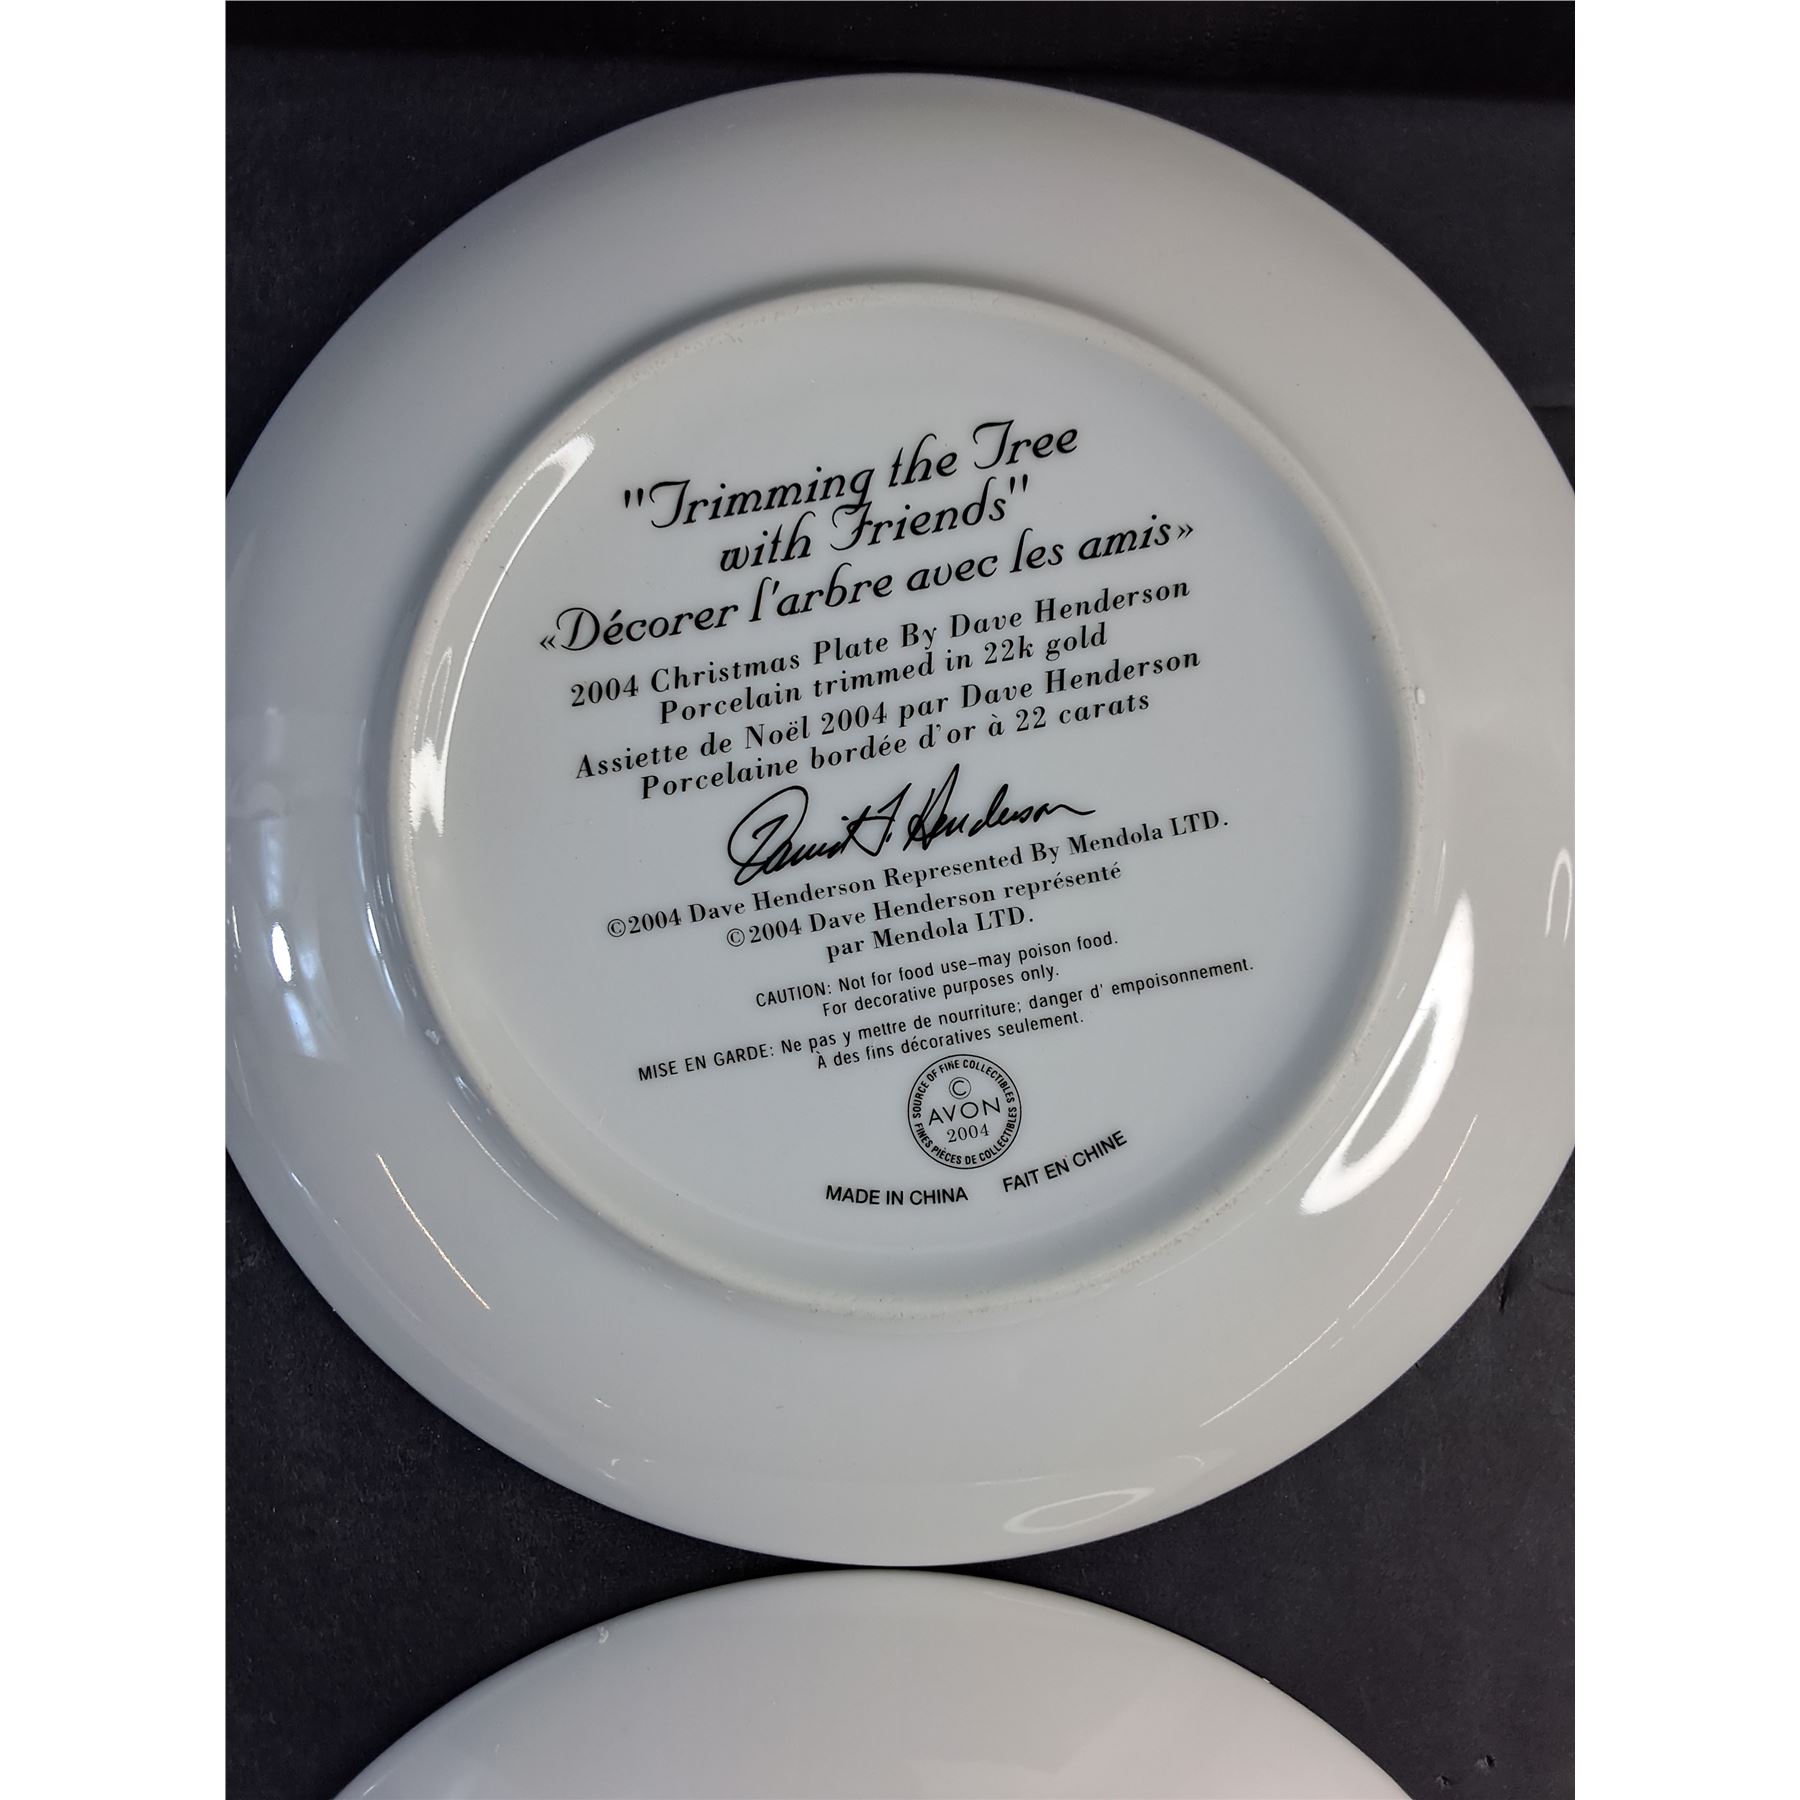 "Trimming the Tree
with Friends"
«Décorer l'arbre avec les amis»
2004 Christmas Plate By Dave Henderson
Porcelain trimmed in 22k gold
Assiette de Noël 2004 par Dave Henderson
Porcelaine bordée d'or à 22 carats
David J. Henderson
©2004 Dave Henderson Represented By Mendola LTD.
©2004 Dave Henderson représenté
par Mendola LTD.
CAUTION: Not for food use–may poison food.
For decorative purposes only.
MISE EN GARDE: Ne pas y mettre de nourriture; danger d' empoisonnement.
À des fins décoratives seulement.
SOURCE OF FINE COLLECTIBLES
©
AVON
2004
FINES PIÈCES DE COLLECTIBLES
MADE IN CHINA FAIT EN CHINE